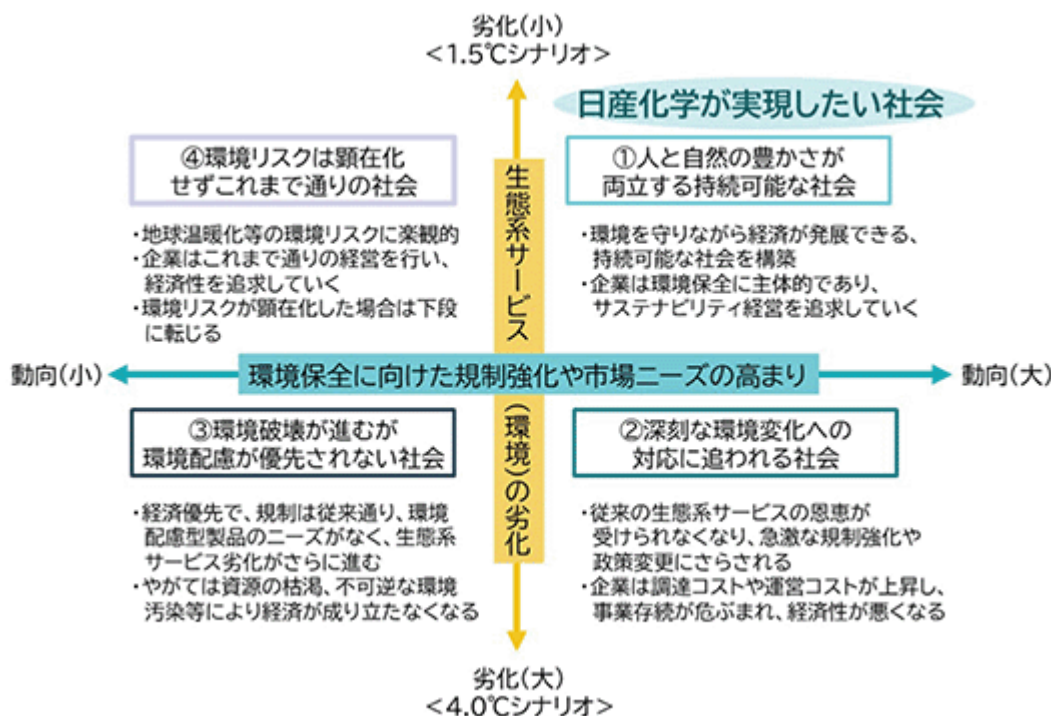 劣化(小)
<1.5℃シナリオ>
日産化学が実現したい社会
④環境リスクは顕在化
せずこれまで通りの社会
・地球温暖化等の環境リスクに楽観的
・企業はこれまで通りの経営を行い、
経済性を追求していく
・環境リスクが顕在化した場合は下段
に転じる
①人と自然の豊かさが
両立する持続可能な社会
・環境を守りながら経済が発展できる、
持続可能な社会を構築
・企業は環境保全に主体的であり、
サステナビリティ経営を追求していく
生態系サービス(環境)の劣化
動向(小)
環境保全に向けた規制強化や市場ニーズの高まり
動向(大)
③環境破壊が進むが
環境配慮が優先されない社会
・経済優先で、規制は従来通り、環境
配慮型製品のニーズがなく、生態系
サービス劣化がさらに進む
・やがては資源の枯渇、不可逆な環境
汚染等により経済が成り立たなくなる
②深刻な環境変化への
対応に追われる社会
・従来の生態系サービスの恩恵が
受けられなくなり、急激な規制強化や
政策変更にさらされる
・企業は調達コストや運営コストが上昇し、
事業存続が危ぶまれ、経済性が悪くなる
劣化(大)
<4.0℃シナリオ>